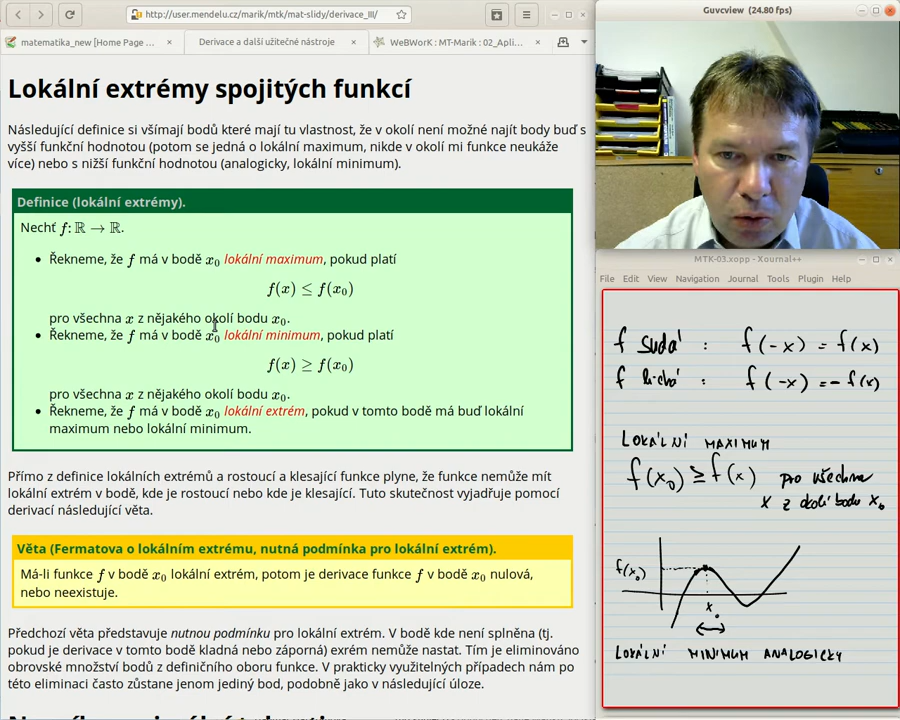 http://user.mendelu.cz/marik/mtk/mat-slidy/derivace_III/
matematika_new [Home Page ...
Derivace a další užitečné nástroje
WeBWorK : MT-Marik : 02_Apli...
Lokální extrémy spojitých funkcí
Následující definice si všímají bodů které mají tu vlastnost, že v okolí není možné najít body buď s
vyšší funkční hodnotou (potom se jedná o lokální maximum, nikde v okolí mi funkce neukáže
více) nebo s nižší funkční hodnotou (analogicky, lokální minimum).
Definice (lokální extrémy).
Nechť f: ℝ → ℝ.
• Řekneme, že f má v bodě x₀ lokální maximum, pokud platí
f(x) ≤ f(x₀)
pro všechna x z nějakého okolí bodu x₀.
• Řekneme, že f má v bodě x₀ lokální minimum, pokud platí
f(x) ≥ f(x₀)
pro všechna x z nějakého okolí bodu x₀.
• Řekneme, že f má v bodě x₀ lokální extrém, pokud v tomto bodě má buď lokální
maximum nebo lokální minimum.
Přímo z definice lokálních extrémů a rostoucí a klesající funkce plyne, že funkce nemůže mít
lokální extrém v bodě, kde je rostoucí nebo kde je klesající. Tuto skutečnost vyjadřuje pomocí
derivací následující věta.
Věta (Fermatova o lokálním extrému, nutná podmínka pro lokální extrém).
Má-li funkce f v bodě x₀ lokální extrém, potom je derivace funkce f v bodě x₀ nulová,
nebo neexistuje.
Předchozí věta představuje nutnou podmínku pro lokální extrém. V bodě kde není splněna (tj.
pokud je derivace v tomto bodě kladná nebo záporná) exrém nemůže nastat. Tím je eliminováno
obrovské množství bodů z definičního oboru funkce. V prakticky využitelných případech nám po
této eliminaci často zůstane jenom jediný bod, podobně jako v následující úloze.
Guvcview (24.80 fps)
MTK-03.xopp - Xournal++
File Edit View Navigation Journal Tools Plugin Help
f sudá : f(-x) = f(x)
f lichá : f(-x) = -f(x)
LOKÁLNÍ MAXIMUM
f(x₀) ≥ f(x) pro všechna
x z okolí bodu x₀
f(x₀)
x₀
LOKÁLNÍ MINIMUM ANALOGICKY